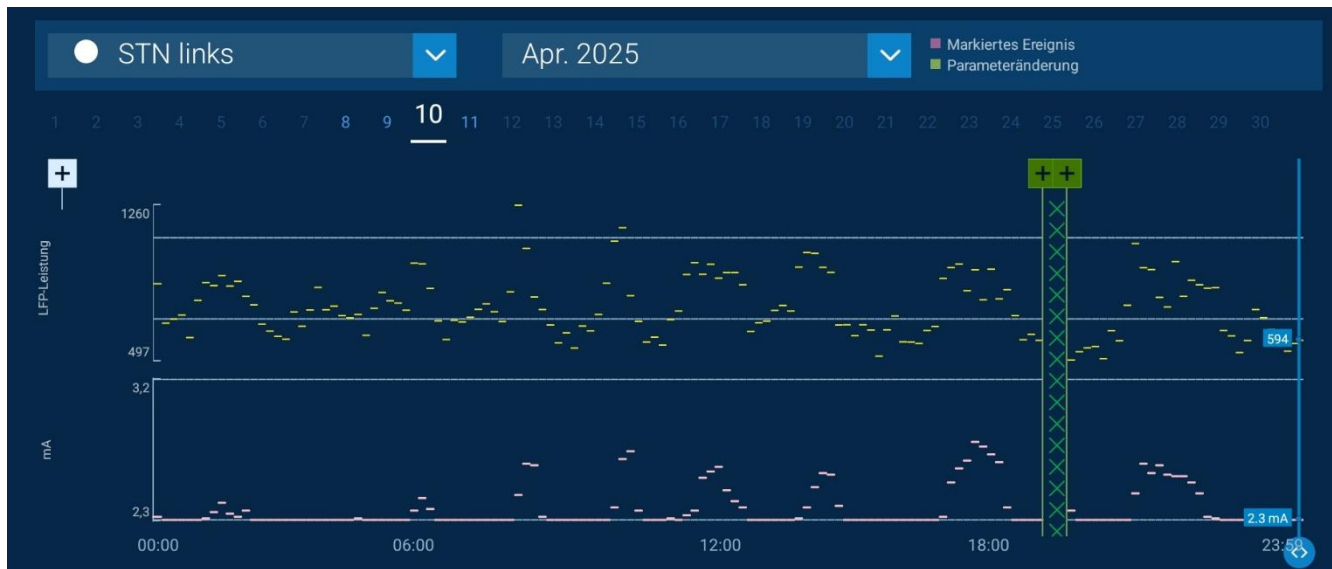 STN links
Apr. 2025
Markiertes Ereignis
Parameteränderung
1 2 3 4 5 6 7 8 9 10 11 12 13 14 15 16 17 18 19 20 21 22 23 24 25 26 27 28 29 30
+
+ +
1260
LFP-Leistung
497
594
3,2
mA
2,3
2.3 mA
00:00 06:00 12:00 18:00 23:59